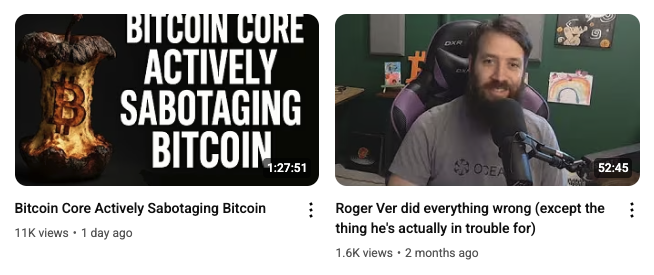 BITCOIN CORE
ACTIVELY
SABOTAGING
BITCOIN
1:27:51
Bitcoin Core Actively Sabotaging Bitcoin
11K views • 1 day ago
DXR
52:45
Roger Ver did everything wrong (except the
thing he's actually in trouble for)
1.6K views • 2 months ago